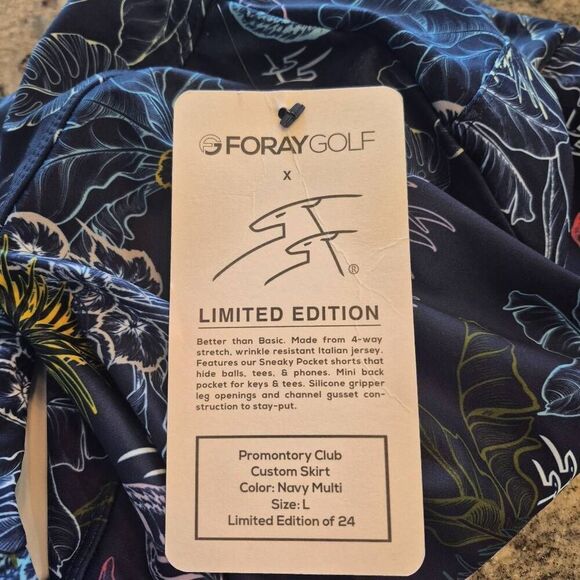 FORAYGOLF
x
®
LIMITED EDITION
Better than Basic. Made from 4-way
stretch, wrinkle resistant Italian jersey.
Features our Sneaky Pocket shorts that
hide balls, tees, & phones. Mini back
pocket for keys & tees. Silicone gripper
leg openings and channel gusset con-
struction to stay-put.
Promontory Club
Custom Skirt
Color: Navy Multi
Size: L
Limited Edition of 24